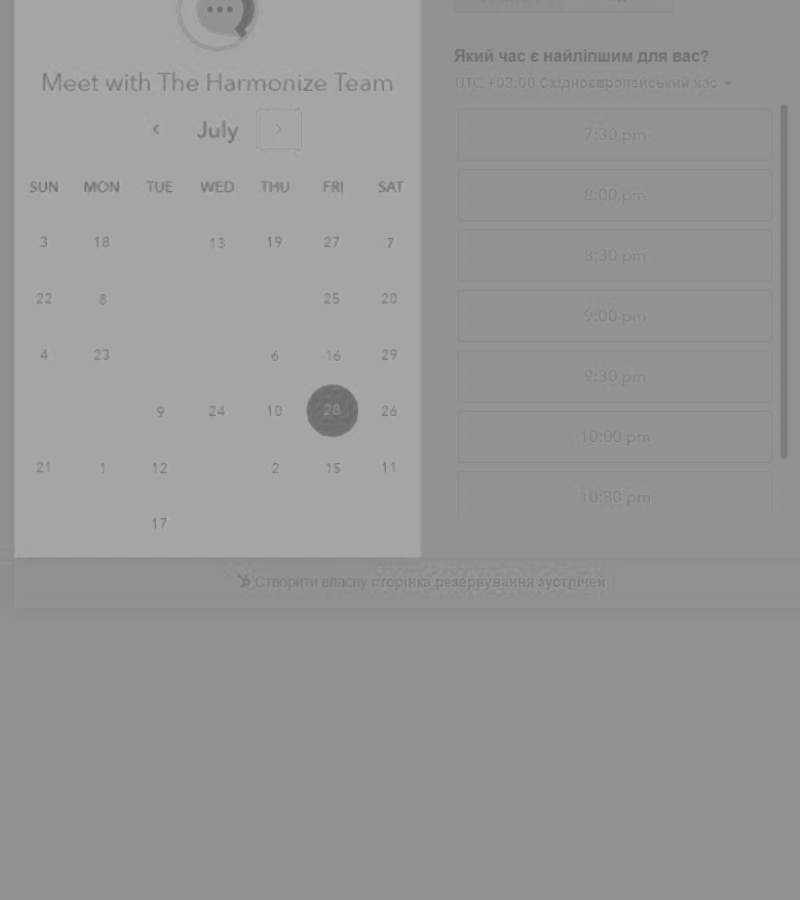 Meet with The Harmonize Team
July
SUN MON TUE WED THU FRI SAT
3 18 13 19 27 7
22 8 25 20
4 23 6 16 29
9 24 10 28 26
21 1 12 2 15 11
17
Який час є найліпшим для вас?
UTC +03:00 Східноєвропейський час
7:30 pm
8:00 pm
8:30 pm
9:00 pm
9:30 pm
10:00 pm
10:30 pm
Створити власну сторінка резервування зустрічей